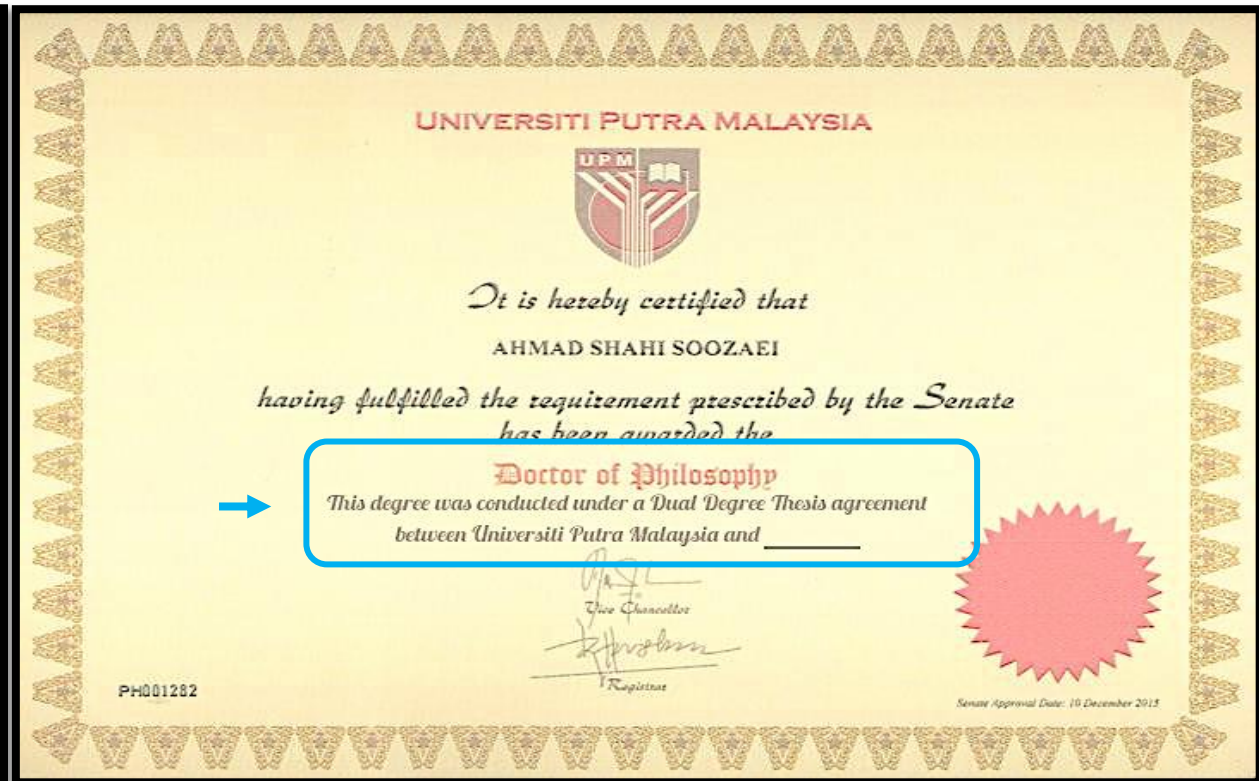 UNIVERSITI PUTRA MALAYSIA
UPM
It is hereby certified that
AHMAD SHAHI SOOZAEI
having fulfilled the requirement prescribed by the Senate
has been awarded the
Doctor of Philosophy
This degree was conducted under a Dual Degree Thesis agreement
between Universiti Putra Malaysia and
Vice Chancellor
Registrar
PH001282
Senate Approval Date: 10 December 2015